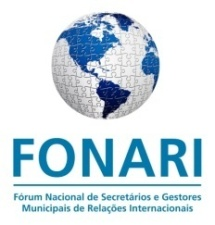 FONARI
Fórum Nacional de Secretários e Gestores
Municipais de Relações Internacionais